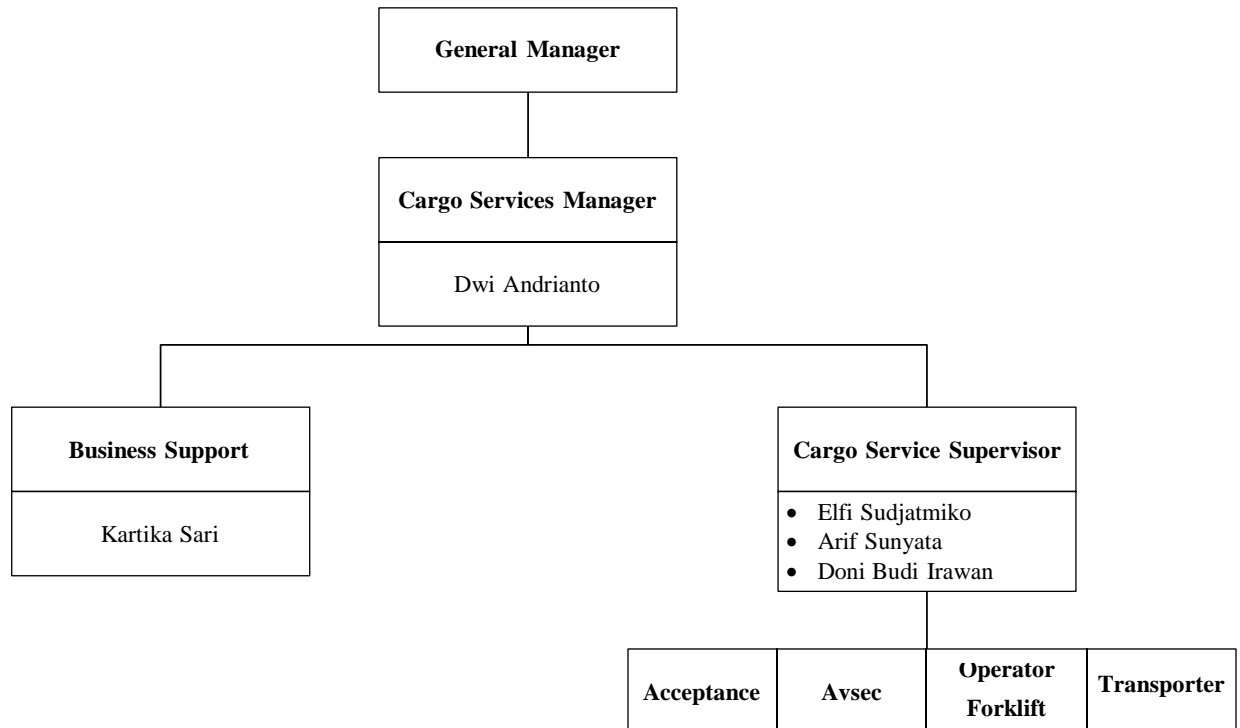 General Manager
Cargo Services Manager
Dwi Andrianto
Business Support
Kartika Sari
Cargo Service Supervisor
• Elfi Sudjatmiko
• Arif Sunyata
• Doni Budi Irawan
Acceptance
Avsec
Operator
Forklift
Transporter